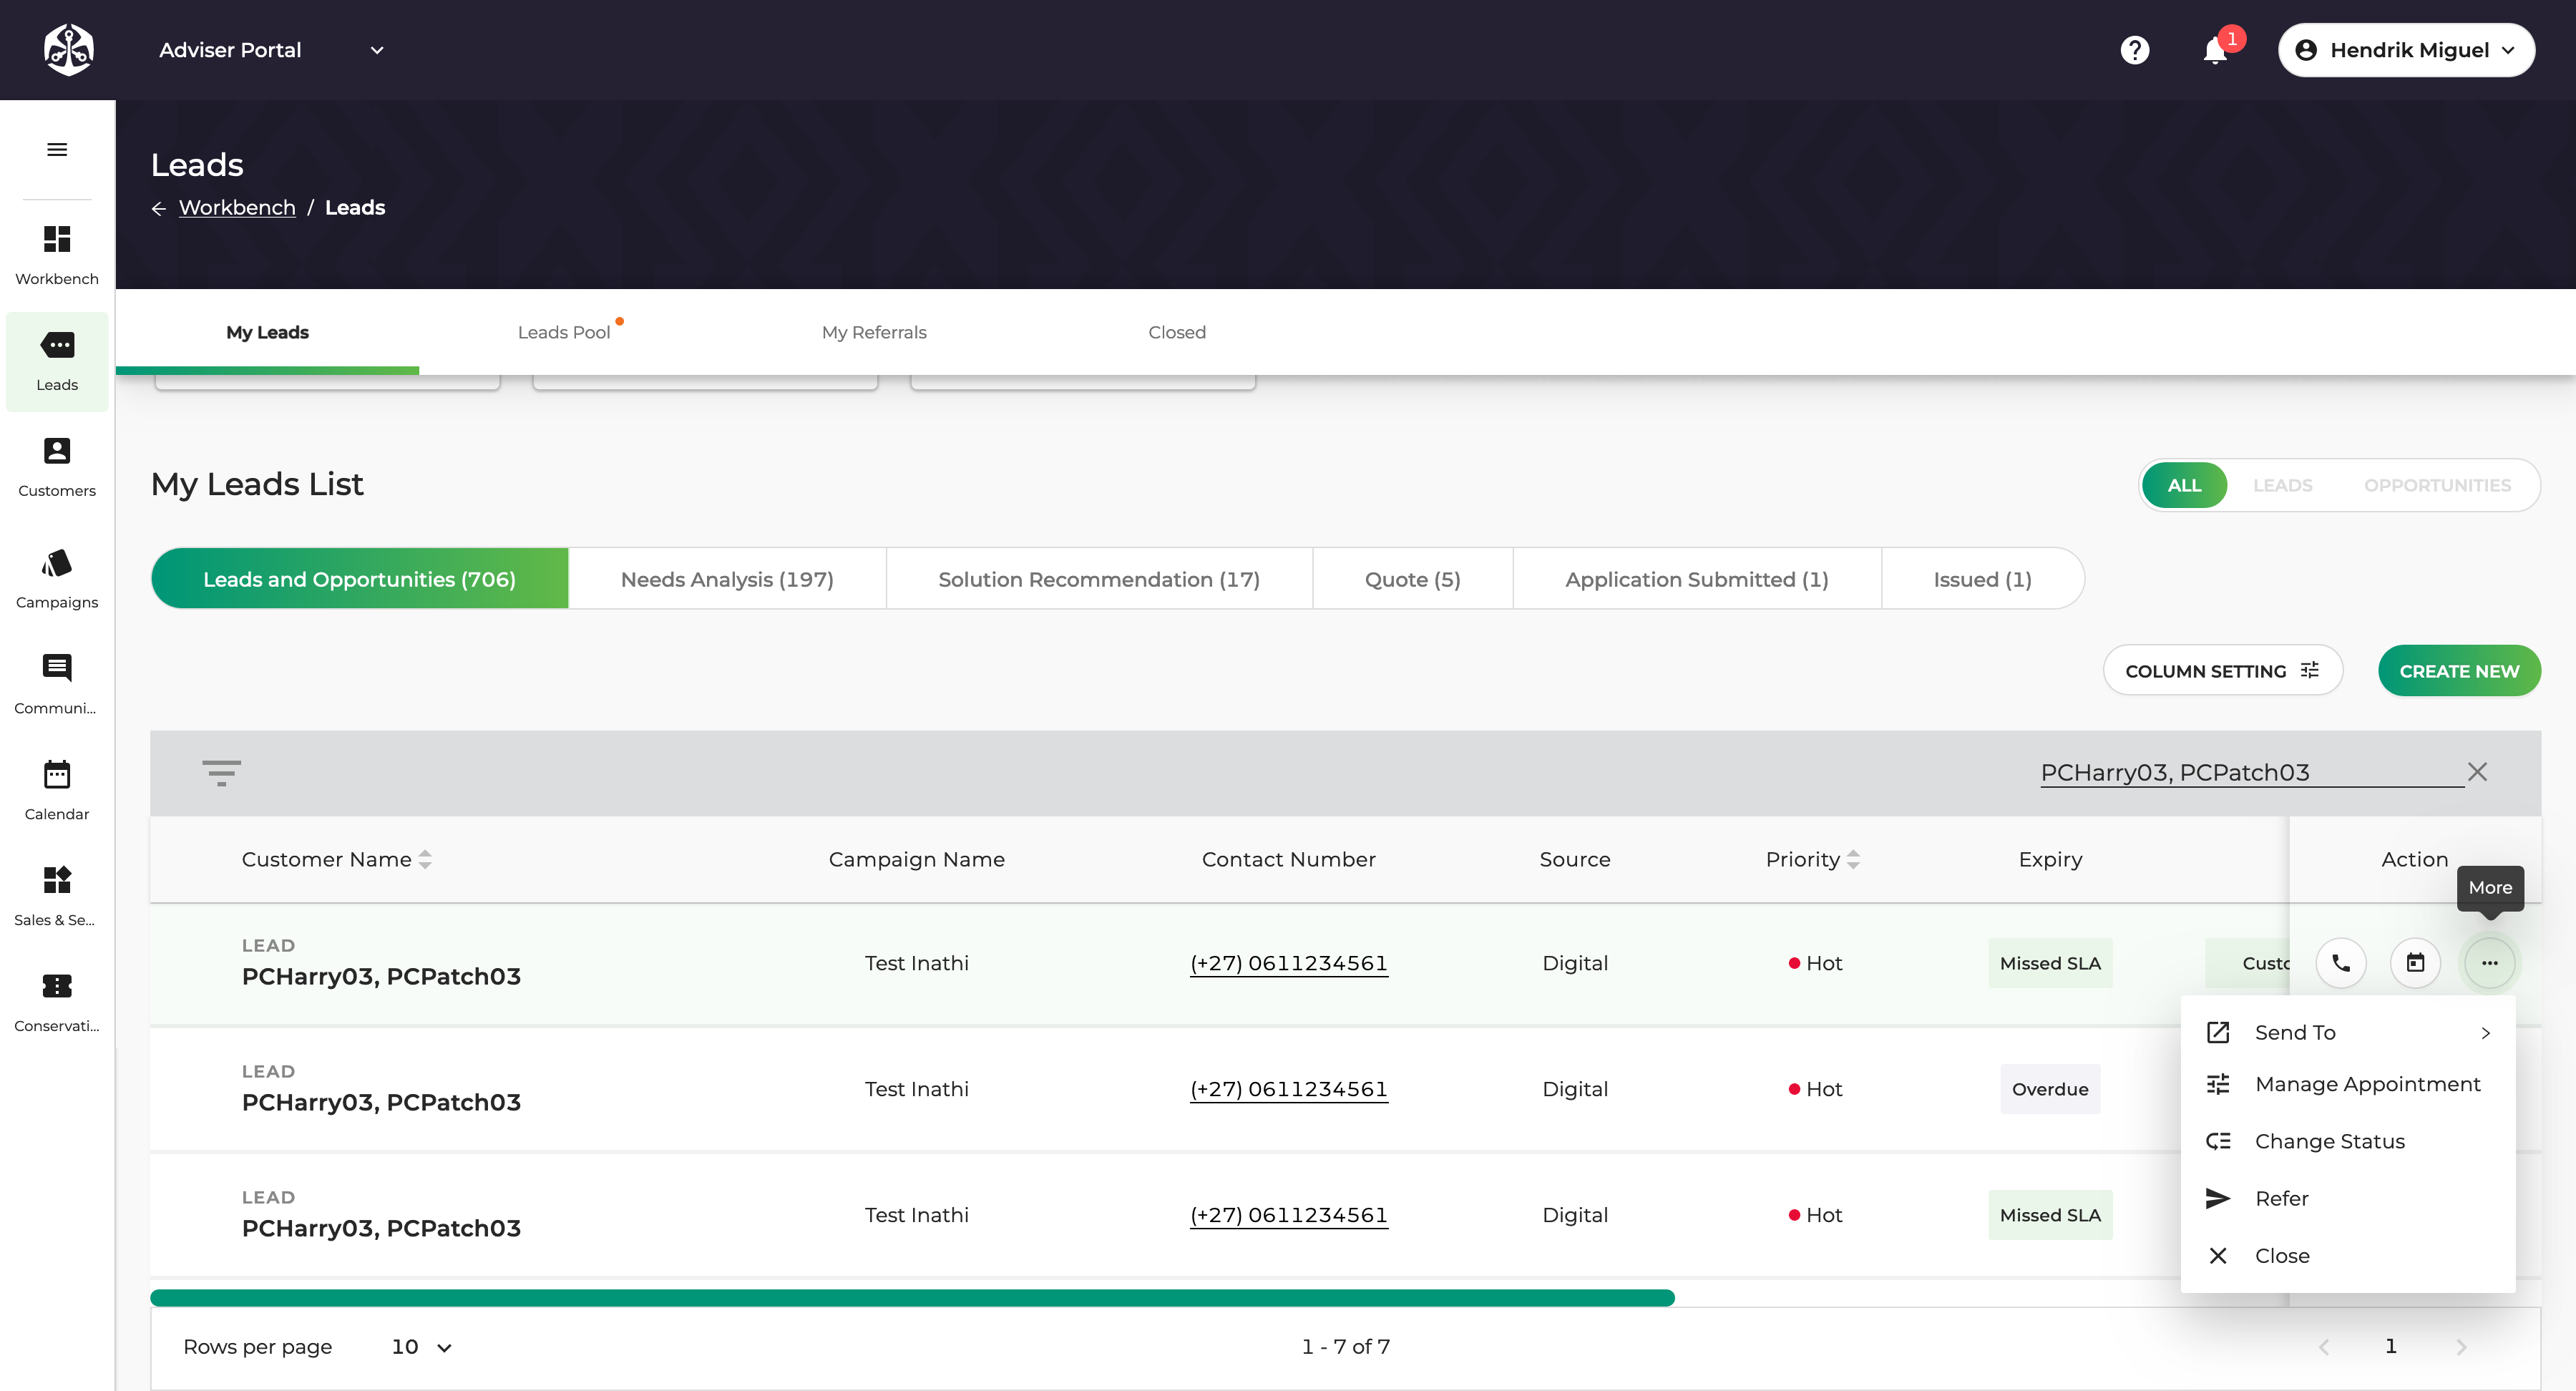 Adviser Portal
1
Hendrik Miguel
Leads
Workbench / Leads
Workbench
Leads
Customers
Campaigns
Communi...
Calendar
Sales & Se...
Conservati...
My Leads
Leads Pool
My Referrals
Closed
My Leads List
ALL
LEADS
OPPORTUNITIES
Leads and Opportunities (706)
Needs Analysis (197)
Solution Recommendation (17)
Quote (5)
Application Submitted (1)
Issued (1)
COLUMN SETTING
CREATE NEW
PCHarry03, PCPatch03
Customer Name
Campaign Name
Contact Number
Source
Priority
Expiry
Action
More
LEAD
PCHarry03, PCPatch03
Test Inathi
(+27) 0611234561
Digital
Hot
Missed SLA
Custo
LEAD
PCHarry03, PCPatch03
Test Inathi
(+27) 0611234561
Digital
Hot
Overdue
LEAD
PCHarry03, PCPatch03
Test Inathi
(+27) 0611234561
Digital
Hot
Missed SLA
Send To
Manage Appointment
Change Status
Refer
Close
Rows per page
10
1 - 7 of 7
1